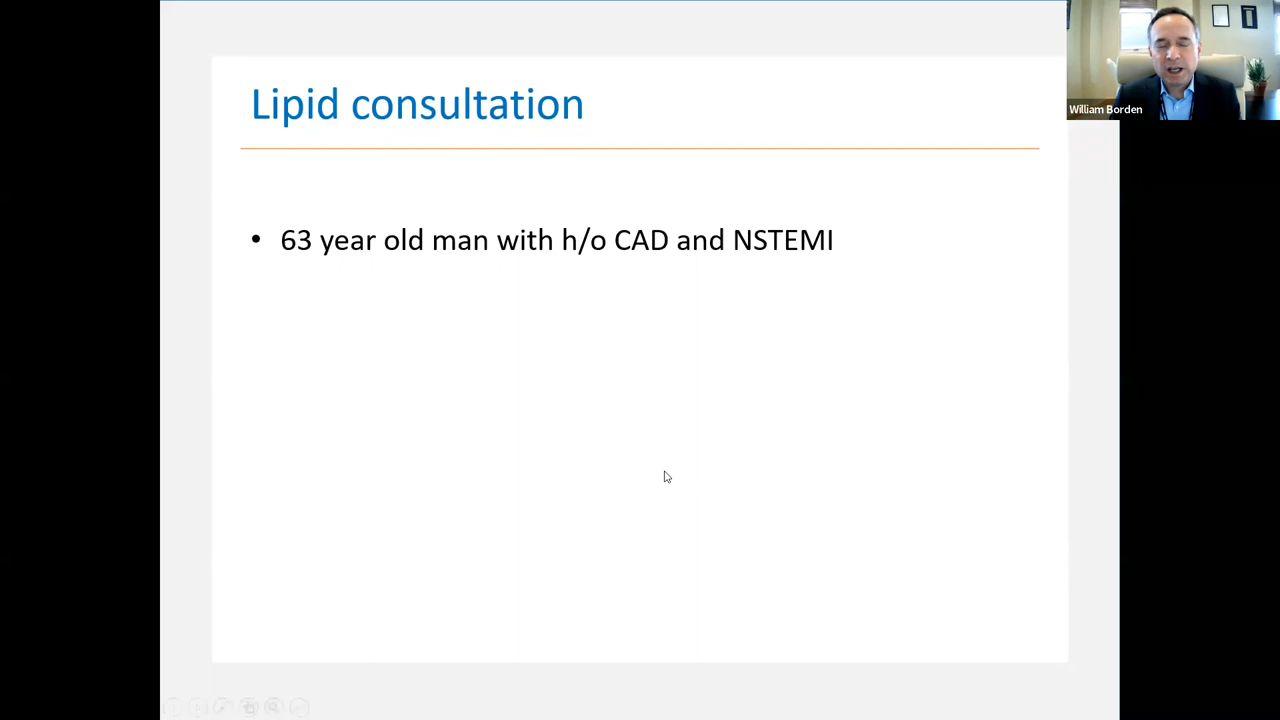 Lipid consultation
• 63 year old man with h/o CAD and NSTEMI
William Borden